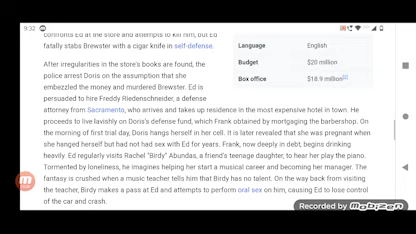 9:32
confronts Ed at the store and attempts to kill him, but Ed
fatally stabs Brewster with a cigar knife in self-defense.
Language English
Budget $20 million
Box office $18.9 million[2]
After irregularities in the store's books are found, the
police arrest Doris on the assumption that she
embezzled the money and murdered Brewster. Ed is
persuaded to hire Freddy Riedenschneider, a defense
attorney from Sacramento, who arrives and takes up residence in the most expensive hotel in town. He
proceeds to live lavishly on Doris's defense fund, which Frank obtained by mortgaging the barbershop. On
the morning of first trial day, Doris hangs herself in her cell. It is later revealed that she was pregnant when
she hanged herself but had not had sex with Ed for years. Frank, now deeply in debt, begins drinking
heavily. Ed regularly visits Rachel "Birdy" Abundas, a friend's teenage daughter, to hear her play the piano.
Tormented by loneliness, he imagines helping her start a musical career and becoming her manager. The
fantasy is crushed when a music teacher tells him that Birdy has no talent. On the way back from visiting
the teacher, Birdy makes a pass at Ed and attempts to perform oral sex on him, causing Ed to lose control
of the car and crash.
Recorded by Mobizen